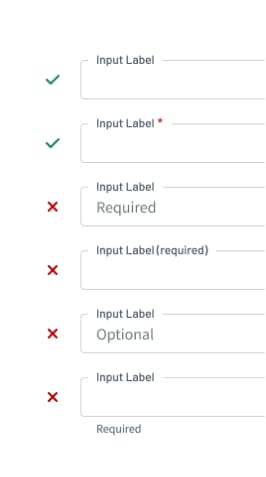 Input Label
Input Label *
Input Label
Required
Input Label (required)
Input Label
Optional
Input Label
Required